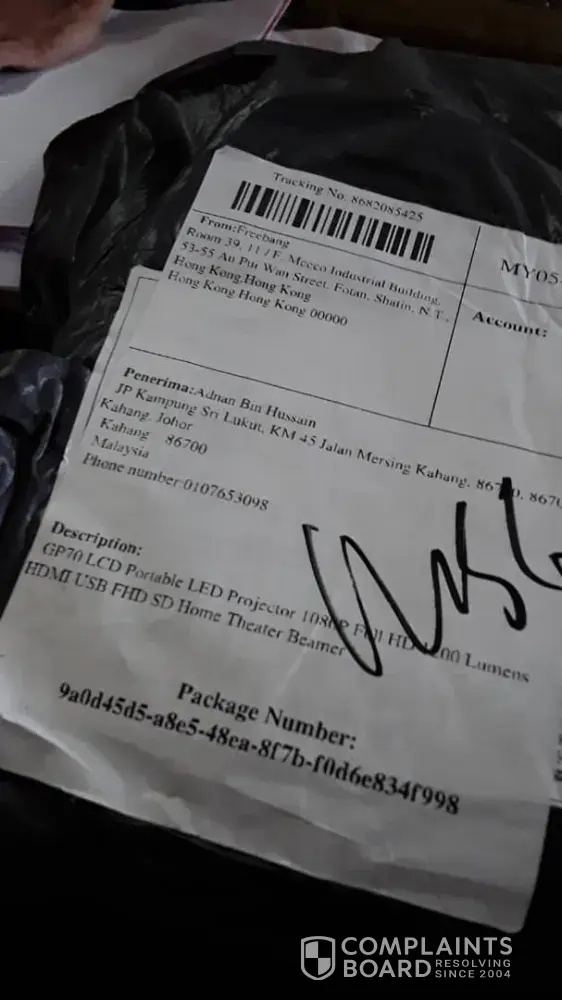 Tracking No: 8682085425
MY05
From:Freebang
Room 39, 11 / F, Meeco Industrial Building,
53-55 Au Pui Wan Street, Fotan, Shatin, N.T.,
Hong Kong,Hong Kong
Hong Kong Hong Kong 00000
Account:
Penerima:Adnan Bin Hussain
JP Kampung Sri Lukut, KM 45 Jalan Mersing Kahang, 86700, 8670
Kahang, Johor
Kahang 86700
Malaysia
Phone number:0107653098
Description:
GP70 LCD Portable LED Projector 1080P Full HD Lumens
HDMI USB FHD SD Home Theater Beamer
Package Number:
9a0d45d5-a8e5-48ea-8f7b-f0d6e834f998
COMPLAINTS
BOARD RESOLVING
SINCE 2004